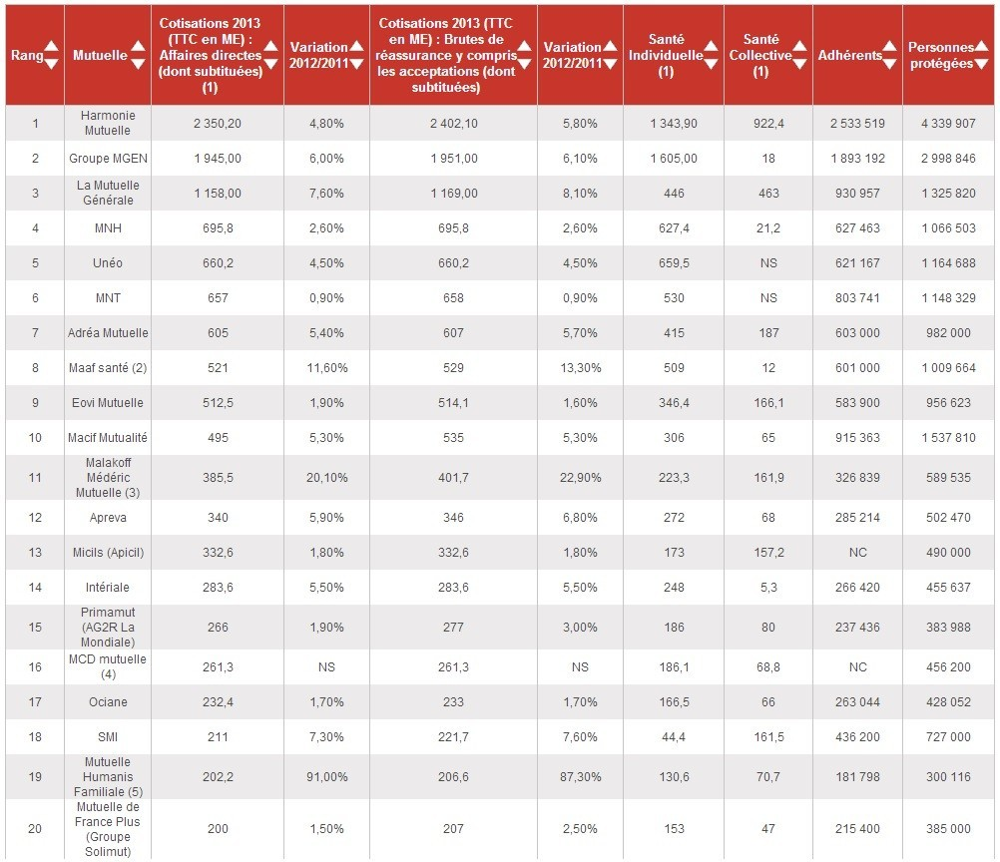 Rang Mutuelle Cotisations 2013 (TTC en ME) : Affaires directes (dont subtituées) (1) Variation 2012/2011 Cotisations 2013 (TTC en ME) : Brutes de réassurance y compris les acceptations (dont subtituées) Variation 2012/2011 Santé Individuelle (1) Santé Collective (1) Adhérents Personnes protégées
1 Harmonie Mutuelle 2 350,20 4,80% 2 402,10 5,80% 1 343,90 922,4 2 533 519 4 339 907
2 Groupe MGEN 1 945,00 6,00% 1 951,00 6,10% 1 605,00 18 1 893 192 2 998 846
3 La Mutuelle Générale 1 158,00 7,60% 1 169,00 8,10% 446 463 930 957 1 325 820
4 MNH 695,8 2,60% 695,8 2,60% 627,4 21,2 627 463 1 066 503
5 Unéo 660,2 4,50% 660,2 4,50% 659,5 NS 621 167 1 164 688
6 MNT 657 0,90% 658 0,90% 530 NS 803 741 1 148 329
7 Adréa Mutuelle 605 5,40% 607 5,70% 415 187 603 000 982 000
8 Maaf santé (2) 521 11,60% 529 13,30% 509 12 601 000 1 009 664
9 Eovi Mutuelle 512,5 1,90% 514,1 1,60% 346,4 166,1 583 900 956 623
10 Macif Mutualité 495 5,30% 535 5,30% 306 65 915 363 1 537 810
11 Malakoff Médéric Mutuelle (3) 385,5 20,10% 401,7 22,90% 223,3 161,9 326 839 589 535
12 Apreva 340 5,90% 346 6,80% 272 68 285 214 502 470
13 Micils (Apicil) 332,6 1,80% 332,6 1,80% 173 157,2 NC 490 000
14 Intériale 283,6 5,50% 283,6 5,50% 248 5,3 266 420 455 637
15 Primamut (AG2R La Mondiale) 266 1,90% 277 3,00% 186 80 237 436 383 988
16 MCD mutuelle (4) 261,3 NS 261,3 NS 186,1 68,8 NC 456 200
17 Ociane 232,4 1,70% 233 1,70% 166,5 66 263 044 428 052
18 SMI 211 7,30% 221,7 7,60% 44,4 161,5 436 200 727 000
19 Mutuelle Humanis Familiale (5) 202,2 91,00% 206,6 87,30% 130,6 70,7 181 798 300 116
20 Mutuelle de France Plus (Groupe Solimut) 200 1,50% 207 2,50% 153 47 215 400 385 000